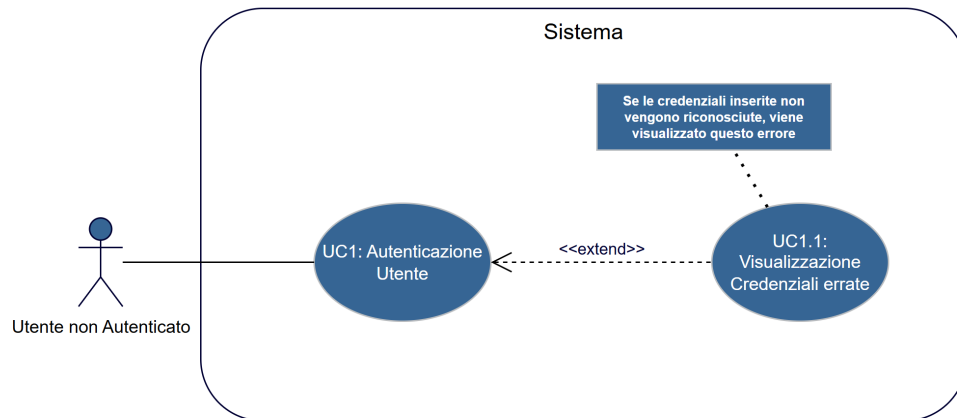 Sistema
Se le credenziali inserite non
vengono riconosciute, viene
visualizzato questo errore
UC1: Autenticazione
Utente
<<extend>>
UC1.1:
Visualizzazione
Credenziali errate
Utente non Autenticato